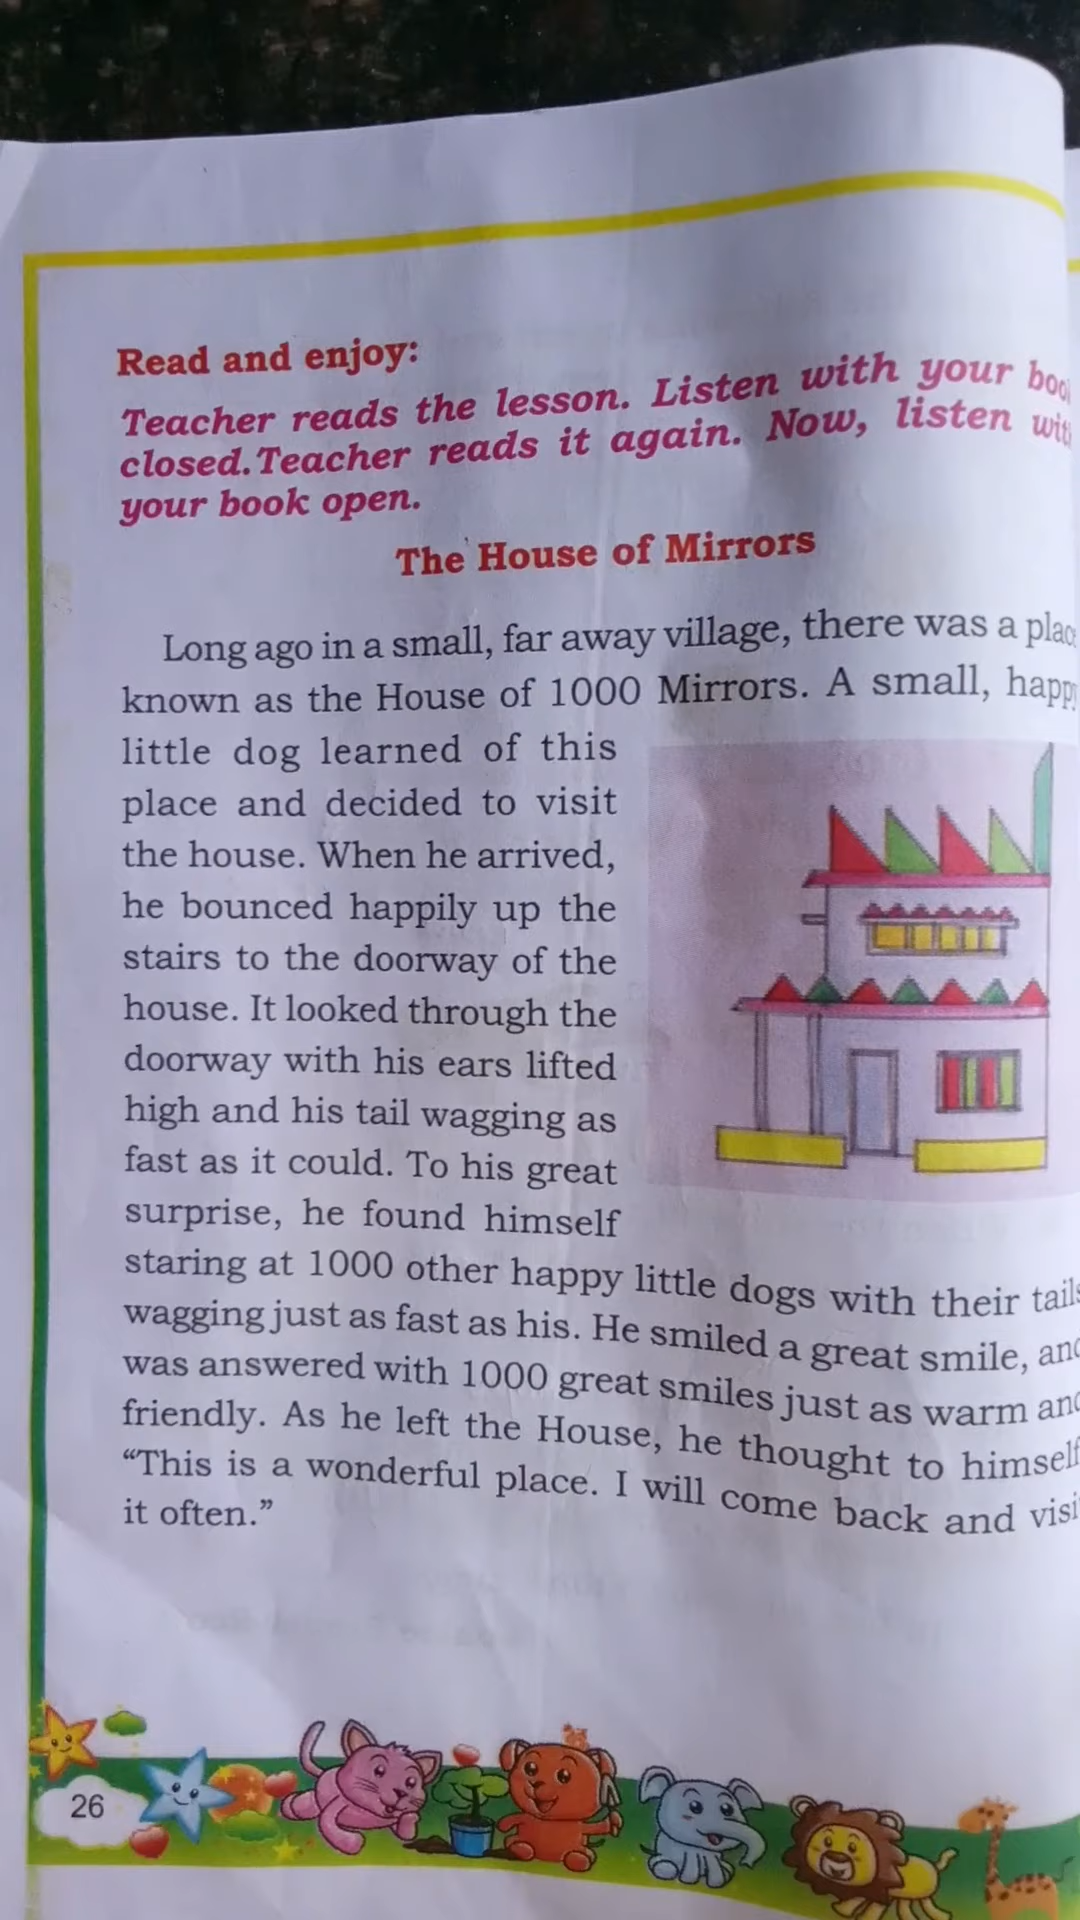 Read and enjoy:
Teacher reads the lesson. Listen with your
closed. Teacher reads it again. Now, listen
your book open.
The House of Mirrors
Long ago in a small, far away village, there was a
known as the House of 1000 Mirrors. A small,
little dog learned of this
place and decided to visit
the house. When he arrived,
he bounced happily up the
stairs to the doorway of the
house. It looked through the
doorway with his ears lifted
high and his tail wagging as
fast as it could. To his great
surprise, he found himself
staring at 1000 other happy little dogs with their tails
wagging just as fast as his. He smiled a great smile,
was answered with 1000 great smiles just as warm
friendly. As he left the House, he thought to himself
“This is a wonderful place. I will come back and
it often.”
26